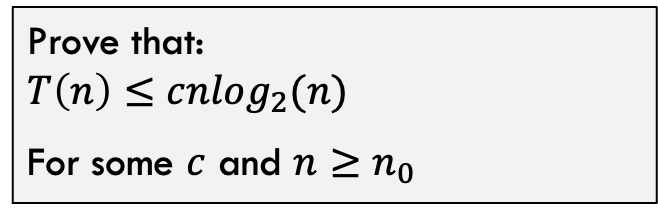 Prove that:
T(n) ≤ cnlog₂(n)
For some c and n ≥ n₀